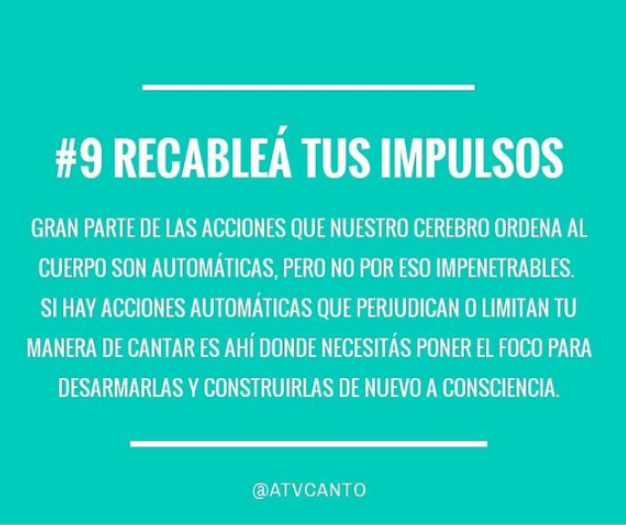 #9 RECABLEÁ TUS IMPULSOS
GRAN PARTE DE LAS ACCIONES QUE NUESTRO CEREBRO ORDENA AL
CUERPO SON AUTOMÁTICAS, PERO NO POR ESO IMPENETRABLES.
SI HAY ACCIONES AUTOMÁTICAS QUE PERJUDICAN O LIMITAN TU
MANERA DE CANTAR ES AHÍ DONDE NECESITÁS PONER EL FOCO PARA
DESARMARLAS Y CONSTRUIRLAS DE NUEVO A CONSCIENCIA.
@ATVCANTO